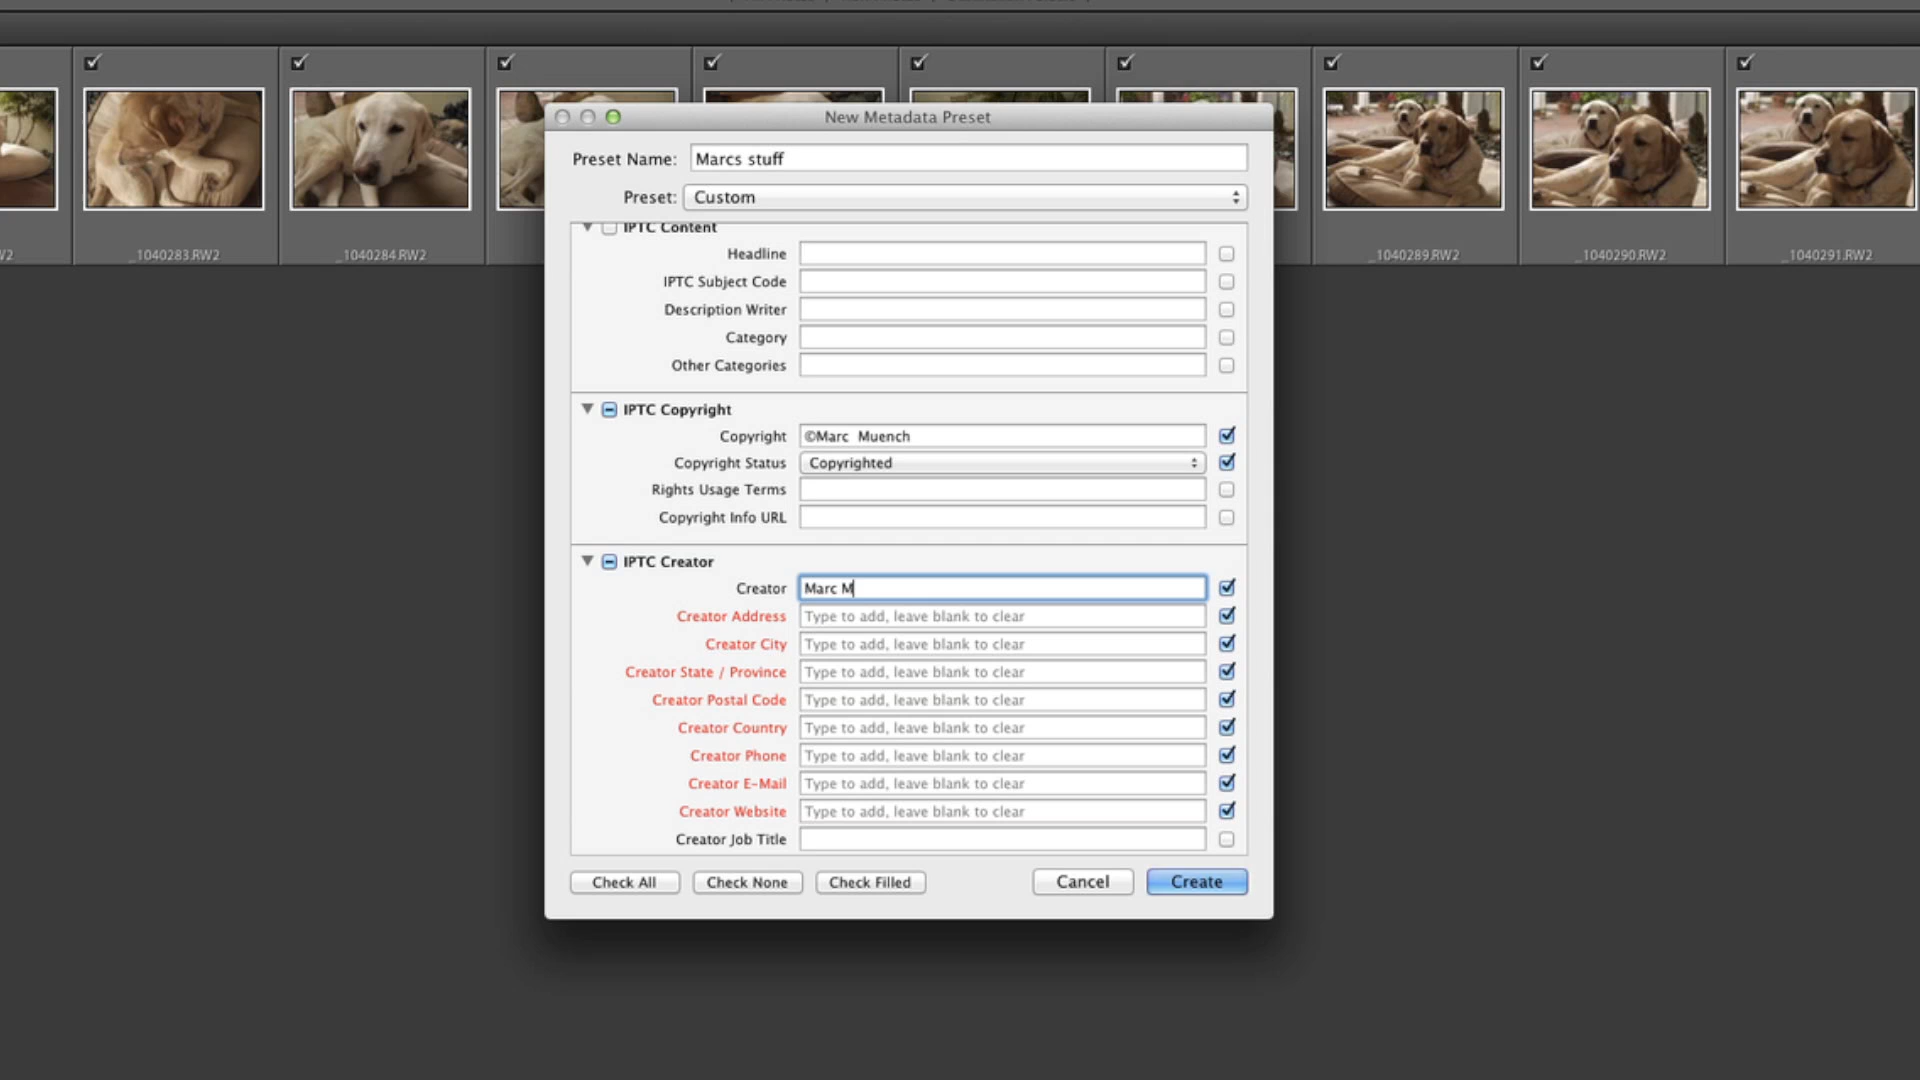 New Metadata Preset
Preset Name: Marcs stuff
Preset: Custom
IPTC Content
Headline
IPTC Subject Code
Description Writer
Category
Other Categories
IPTC Copyright
Copyright ©Marc  Muench
Copyright Status Copyrighted
Rights Usage Terms
Copyright Info URL
IPTC Creator
Creator Marc M
Creator Address Type to add, leave blank to clear
Creator City Type to add, leave blank to clear
Creator State / Province Type to add, leave blank to clear
Creator Postal Code Type to add, leave blank to clear
Creator Country Type to add, leave blank to clear
Creator Phone Type to add, leave blank to clear
Creator E-Mail Type to add, leave blank to clear
Creator Website Type to add, leave blank to clear
Creator Job Title
Check All Check None Check Filled Cancel Create
W2 _1040283.RW2 _1040284.RW2 _1040289.RW2 _1040290.RW2 _1040291.RW2